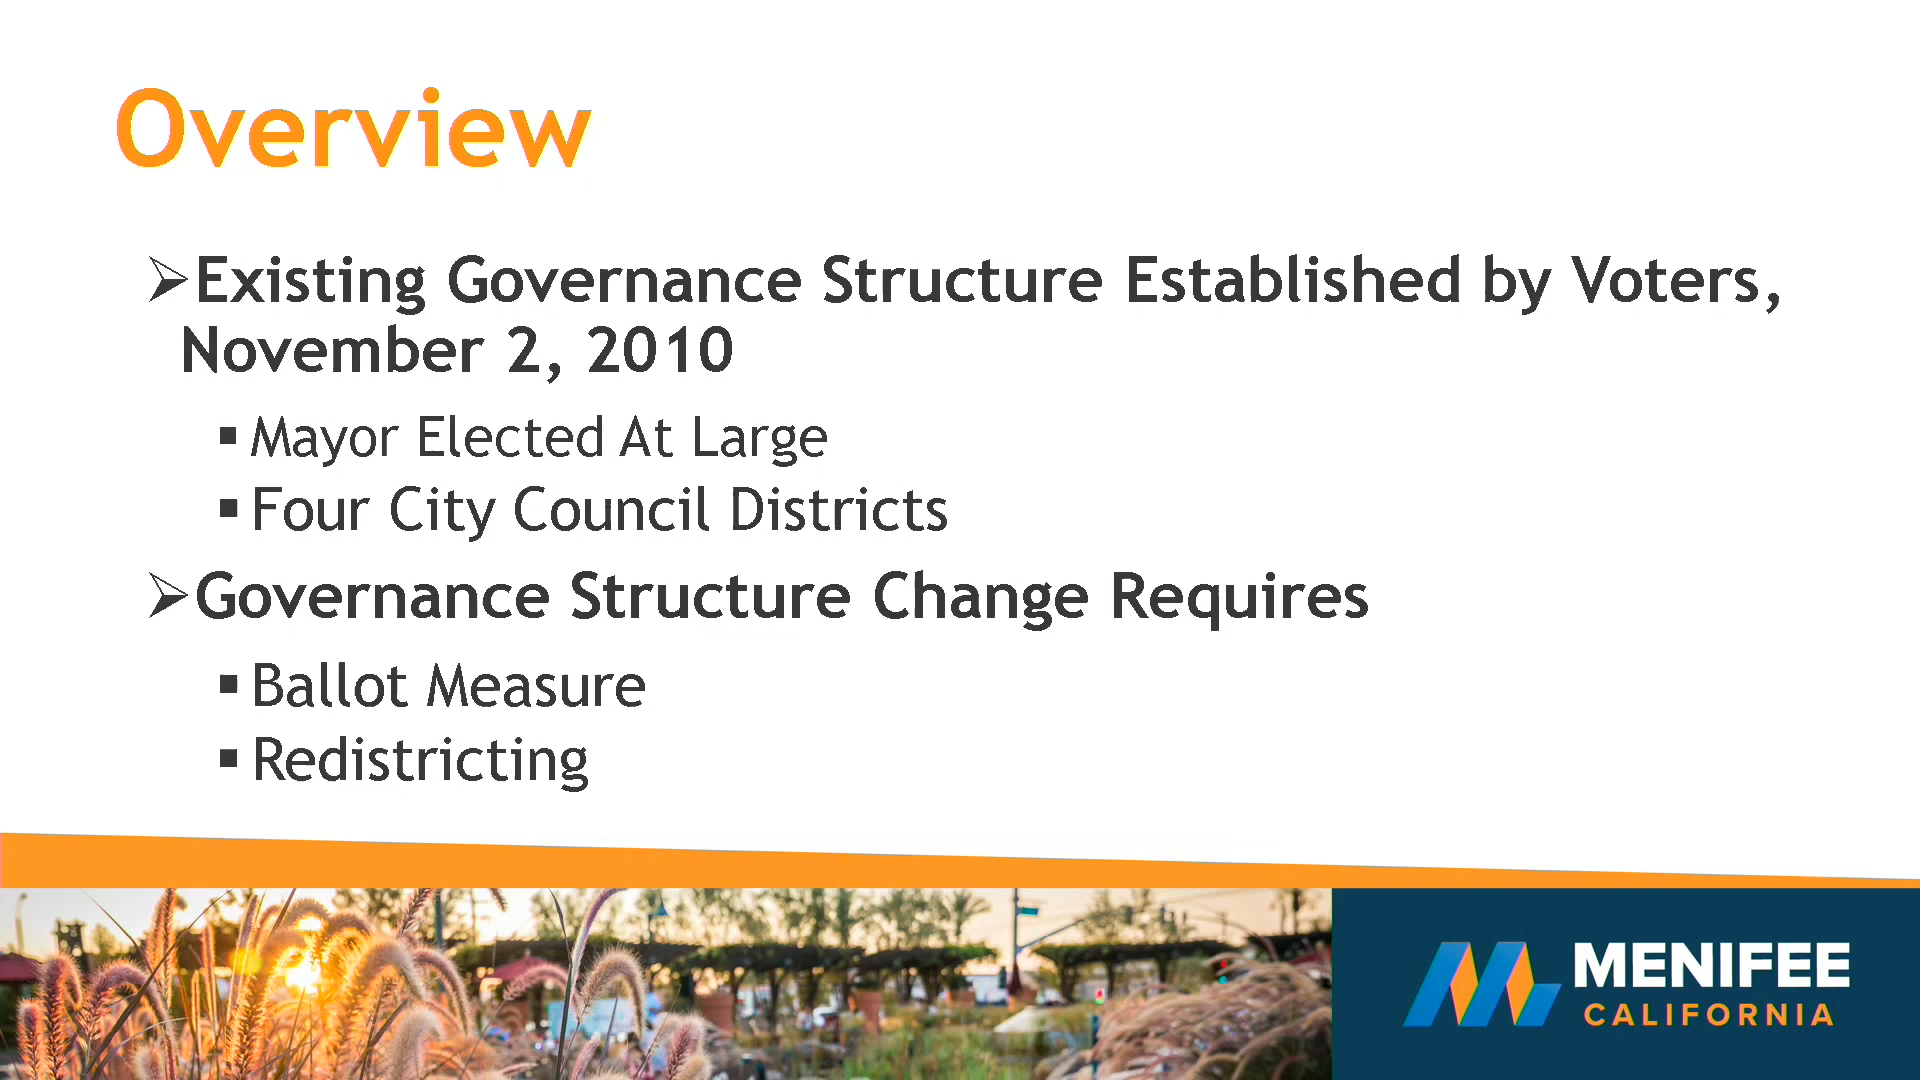 Overview
Existing Governance Structure Established by Voters,
November 2, 2010
Mayor Elected At Large
Four City Council Districts
Governance Structure Change Requires
Ballot Measure
Redistricting
MENIFEE
CALIFORNIA